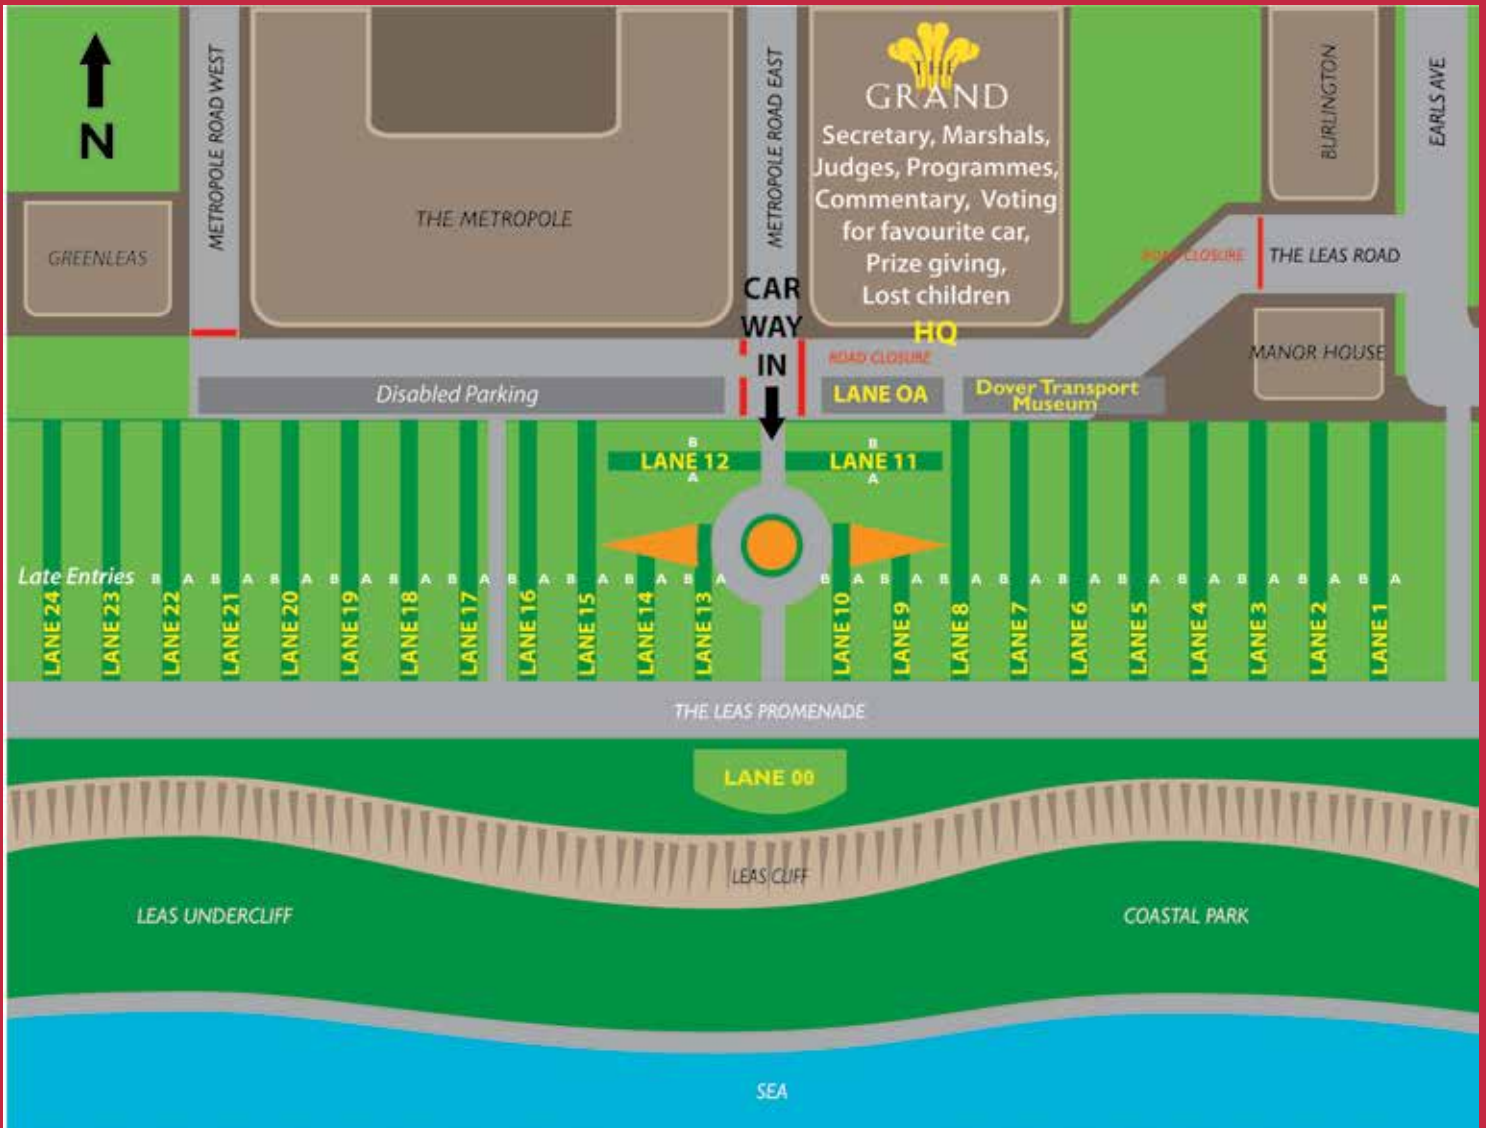 N
METROPOLE ROAD WEST
GREENLEAS
THE METROPOLE
METROPOLE ROAD EAST
THE
GRAND
Secretary, Marshals,
Judges, Programmes,
Commentary, Voting
for favourite car,
Prize giving,
Lost children
HQ
BURLINGTON
EARLS AVE
ROAD CLOSURE
THE LEAS ROAD
MANOR HOUSE
CAR
WAY
IN
ROAD CLOSURE
Disabled Parking
LANE OA
Dover Transport
Museum
B
LANE 12
A
B
LANE 11
A
Late Entries
B A B A B A B A B A B A B A B A B A B A B A B A B A B A B A B A B A B A B A B A
LANE 24
LANE 23
LANE 22
LANE 21
LANE 20
LANE 19
LANE 18
LANE 17
LANE 16
LANE 15
LANE 14
LANE 13
LANE 10
LANE 9
LANE 8
LANE 7
LANE 6
LANE 5
LANE 4
LANE 3
LANE 2
LANE 1
THE LEAS PROMENADE
LANE 00
LEAS CLIFF
LEAS UNDERCLIFF
COASTAL PARK
SEA